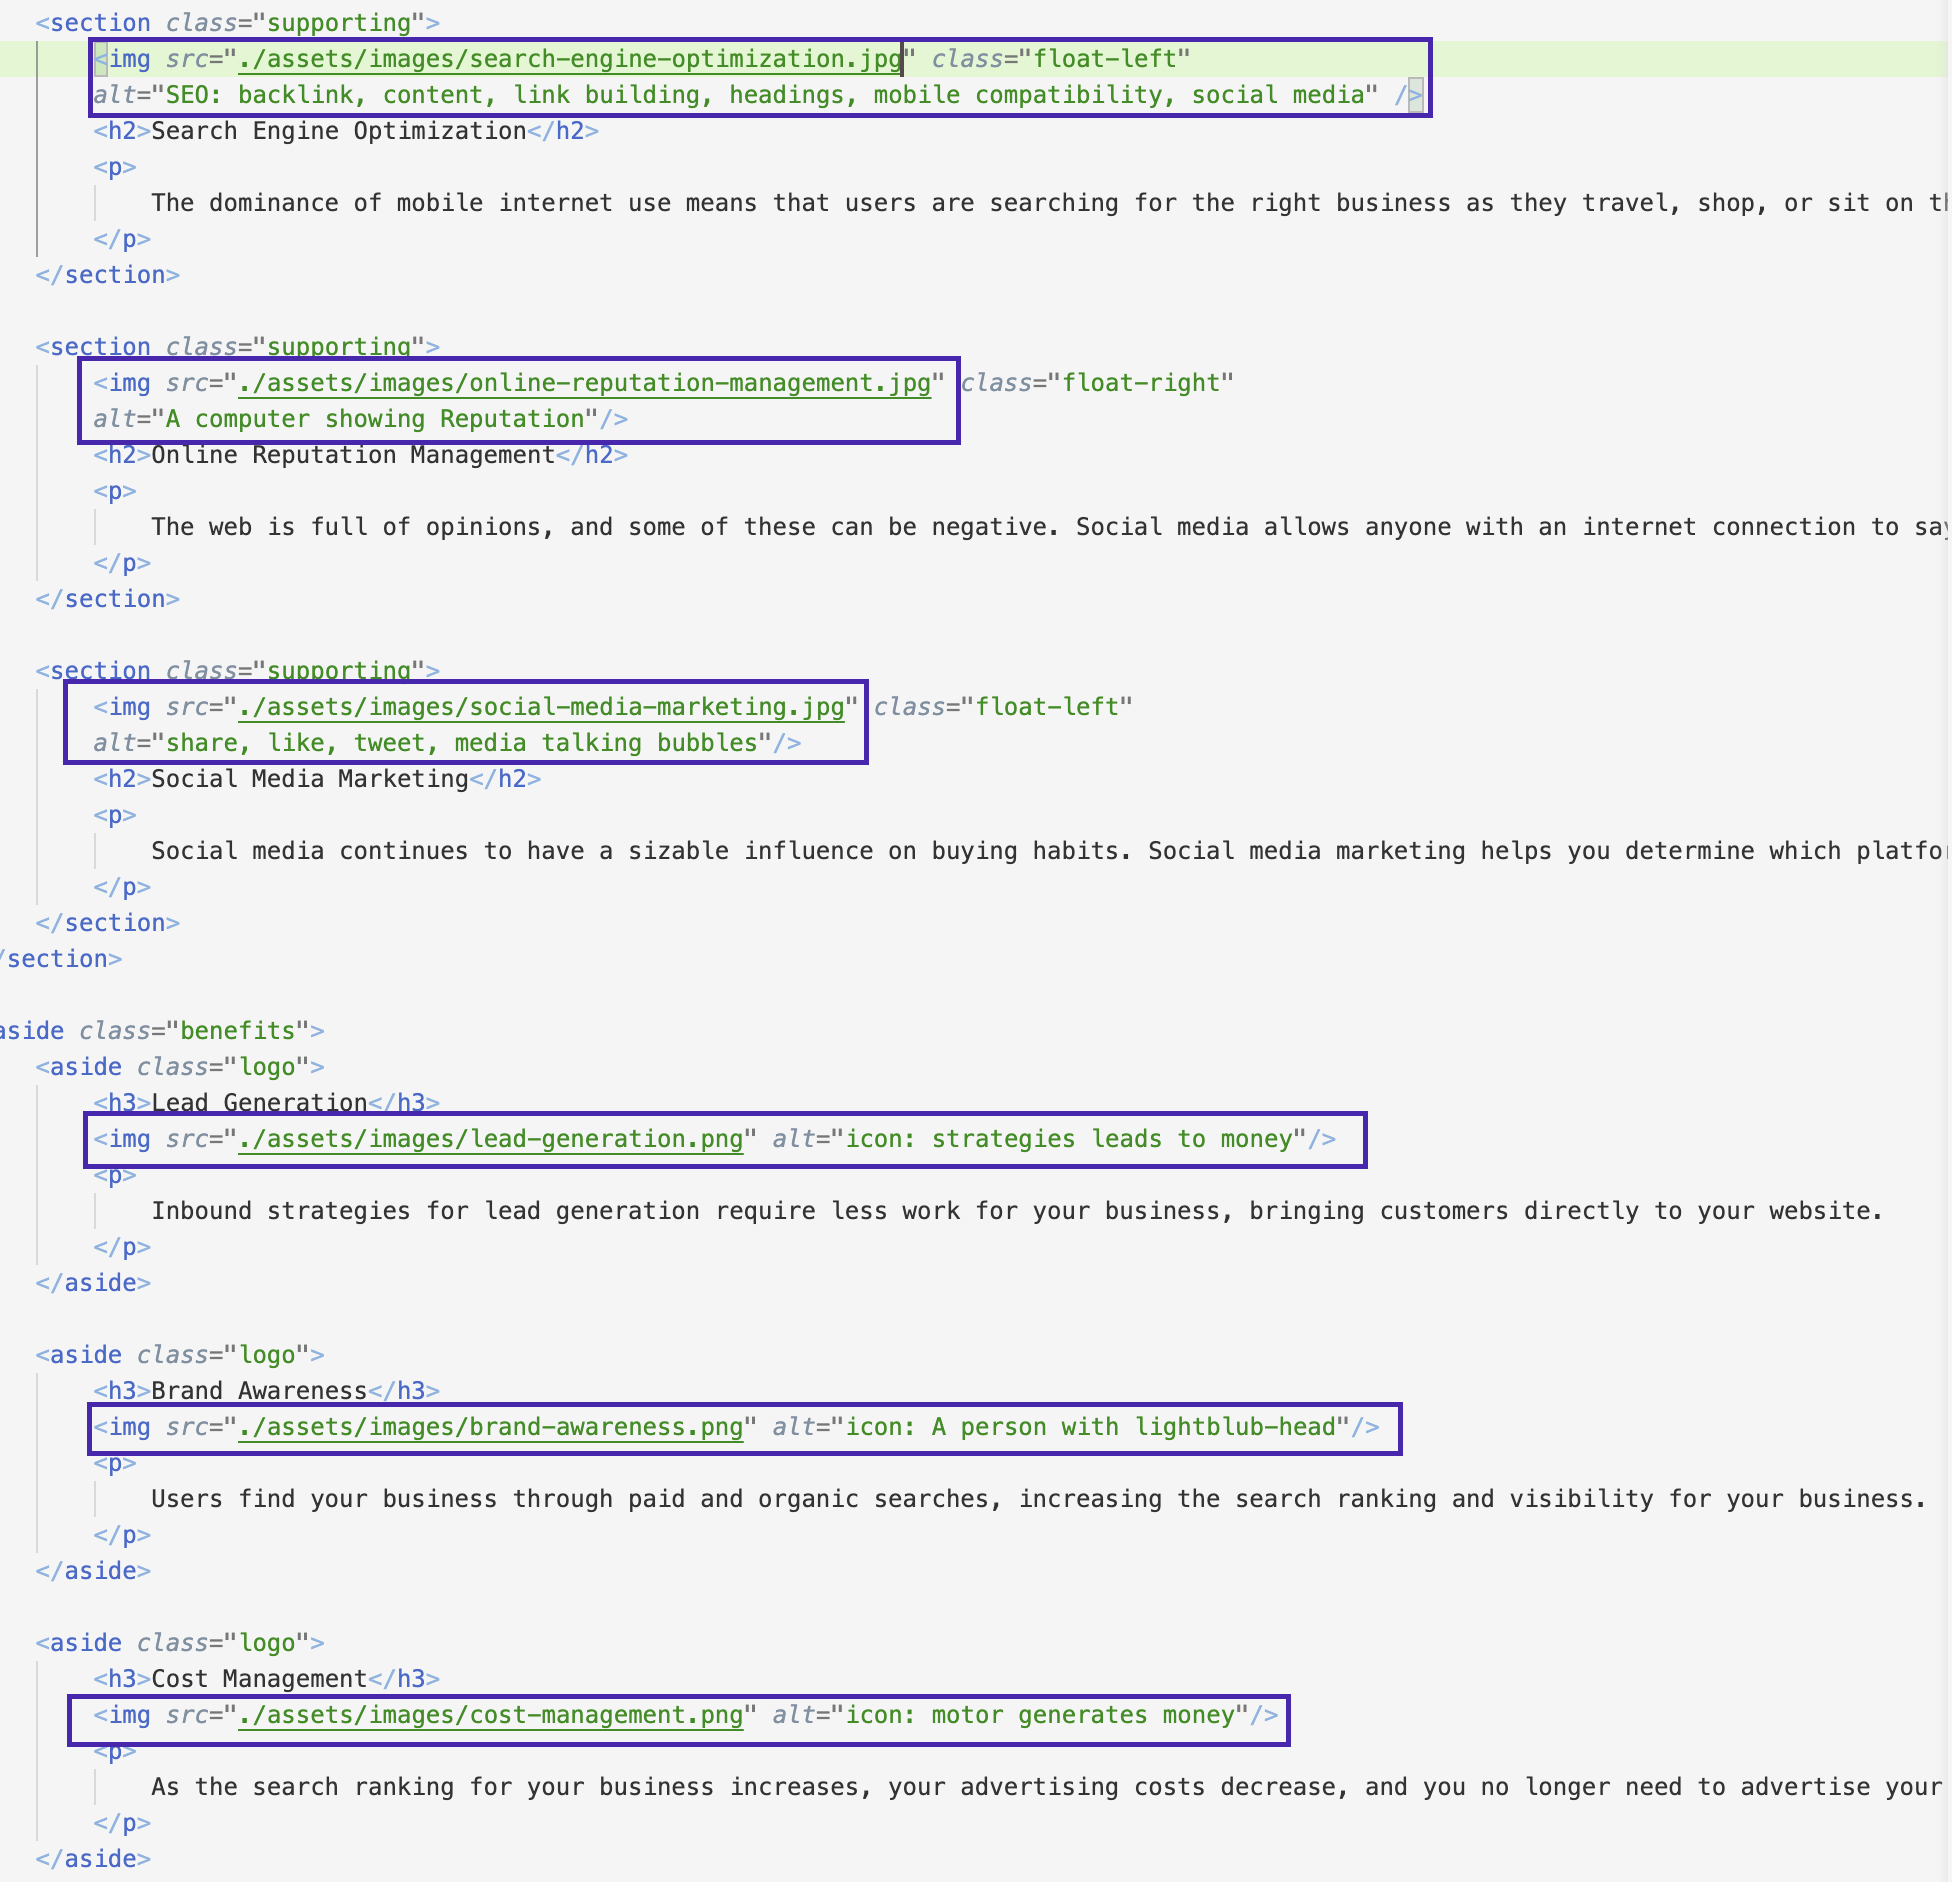 <section class="supporting">
<img src="./assets/images/search-engine-optimization.jpg" class="float-left"
alt="SEO: backlink, content, link building, headings, mobile compatibility, social media" />
<h2>Search Engine Optimization</h2>
<p>
The dominance of mobile internet use means that users are searching for the right business as they travel, shop, or sit on
</p>
</section>
<section class="supporting">
<img src="./assets/images/online-reputation-management.jpg" class="float-right"
alt="A computer showing Reputation"/>
<h2>Online Reputation Management</h2>
<p>
The web is full of opinions, and some of these can be negative. Social media allows anyone with an internet connection to
</p>
</section>
<section class="supporting">
<img src="./assets/images/social-media-marketing.jpg" class="float-left"
alt="share, like, tweet, media talking bubbles"/>
<h2>Social Media Marketing</h2>
<p>
Social media continues to have a sizable influence on buying habits. Social media marketing helps you determine which
</p>
</section>
/section>
aside class="benefits">
<aside class="logo">
<h3>Lead Generation</h3>
<img src="./assets/images/lead-generation.png" alt="icon: strategies leads to money"/>
<p>
Inbound strategies for lead generation require less work for your business, bringing customers directly to your website.
</p>
</aside>
<aside class="logo">
<h3>Brand Awareness</h3>
<img src="./assets/images/brand-awareness.png" alt="icon: A person with lightblub-head"/>
<p>
Users find your business through paid and organic searches, increasing the search ranking and visibility for your business.
</p>
</aside>
<aside class="logo">
<h3>Cost Management</h3>
<img src="./assets/images/cost-management.png" alt="icon: motor generates money"/>
<p>
As the search ranking for your business increases, your advertising costs decrease, and you no longer need to advertise your
</p>
</aside>